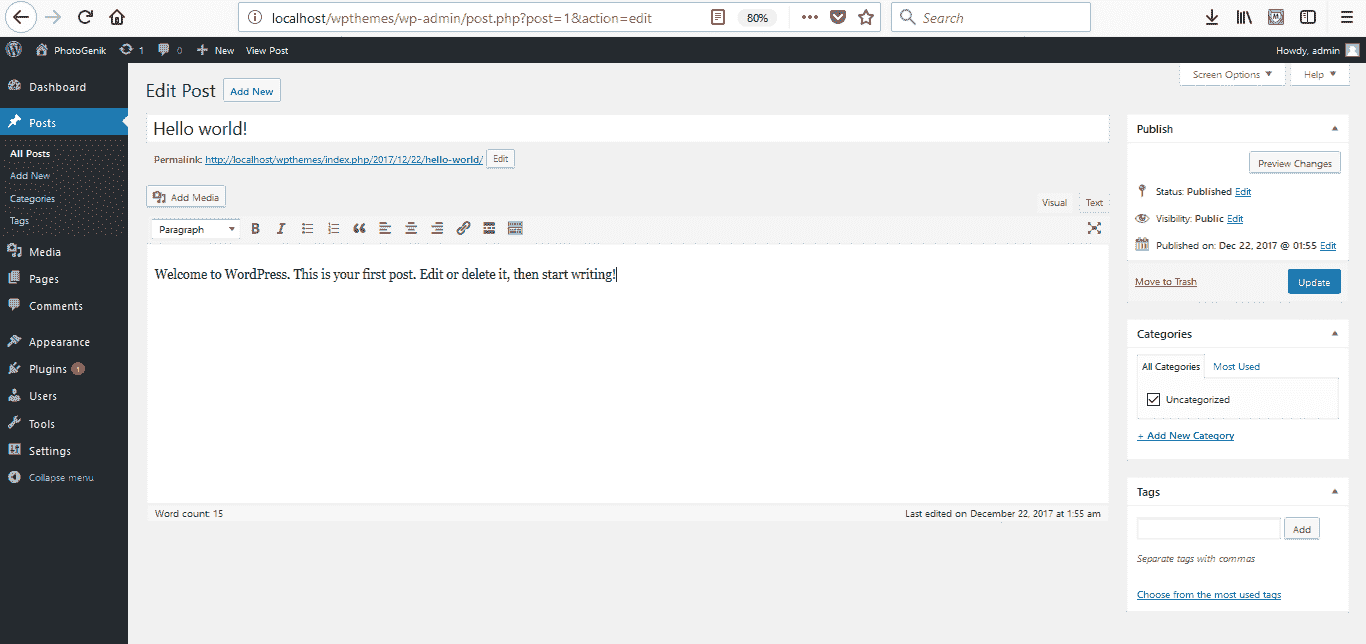 localhost/wpthemes/wp-admin/post.php?post=1&action=edit 80% Search
PhotoGenik 1 0 New View Post Howdy, admin
Screen Options Help
Dashboard
Posts
All Posts
Add New
Categories
Tags
Media
Pages
Comments
Appearance
Plugins 1
Users
Tools
Settings
Collapse menu
Edit Post Add New
Hello world!
Permalink: http://localhost/wpthemes/index.php/2017/12/22/hello-world/ Edit
Add Media Visual Text
Paragraph B I
Welcome to WordPress. This is your first post. Edit or delete it, then start writing!
Word count: 15 Last edited on December 22, 2017 at 1:55 am
Publish
Preview Changes
Status: Published Edit
Visibility: Public Edit
Published on: Dec 22, 2017 @ 01:55 Edit
Move to Trash Update
Categories
All Categories Most Used
Uncategorized
+ Add New Category
Tags
Add
Separate tags with commas
Choose from the most used tags